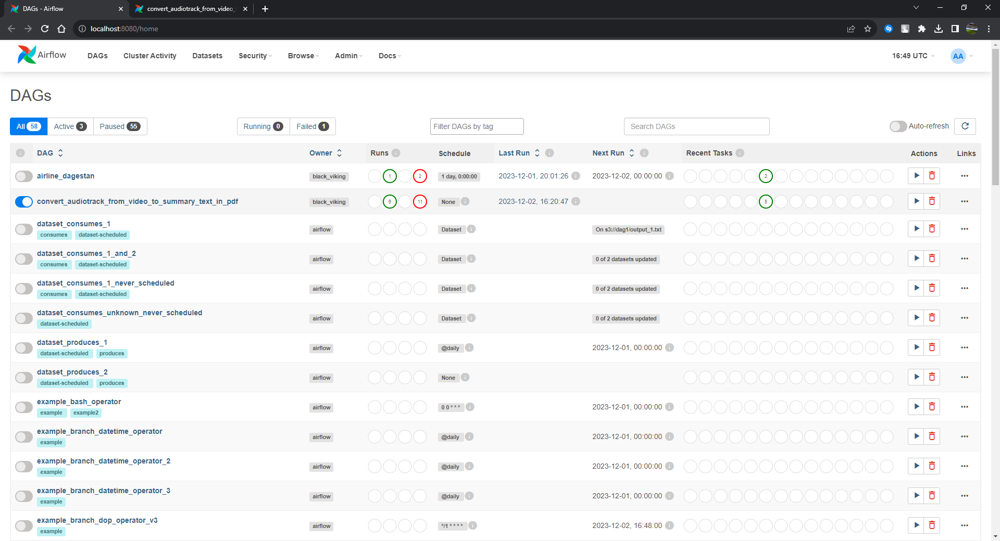 DAGs - Airflow
convert_audiotrack_from_video_
localhost:8080/home
Airflow
DAGs Cluster Activity Datasets Security Browse Admin Docs
16:49 UTC
AA
DAGs
All 58 Active 3 Paused 55
Running 0 Failed 1
Filter DAGs by tag
Search DAGs
Auto-refresh
DAG Owner Runs Schedule Last Run Next Run Recent Tasks Actions Links
airline_dagestan black_viking 1 2 1 day, 0:00:00 2023-12-01, 20:01:26 2023-12-02, 00:00:00 2
convert_audiotrack_from_video_to_summary_text_in_pdf black_viking 6 11 None 2023-12-02, 16:20:47 5
dataset_consumes_1
consumes dataset-scheduled
airflow Dataset On s3://dag1/output_1.txt
dataset_consumes_1_and_2
consumes dataset-scheduled
airflow Dataset 0 of 2 datasets updated
dataset_consumes_1_never_scheduled
consumes dataset-scheduled
airflow Dataset 0 of 2 datasets updated
dataset_consumes_unknown_never_scheduled
dataset-scheduled
airflow Dataset 0 of 2 datasets updated
dataset_produces_1
dataset-scheduled produces
airflow @daily 2023-12-01, 00:00:00
dataset_produces_2
dataset-scheduled produces
airflow None
example_bash_operator
example example2
airflow 0 0 * * * 2023-12-01, 00:00:00
example_branch_datetime_operator
example
airflow @daily 2023-12-01, 00:00:00
example_branch_datetime_operator_2
example
airflow @daily 2023-12-01, 00:00:00
example_branch_datetime_operator_3
example
airflow @daily 2023-12-01, 00:00:00
example_branch_dop_operator_v3
example
airflow */1 * * * * 2023-12-02, 16:48:00